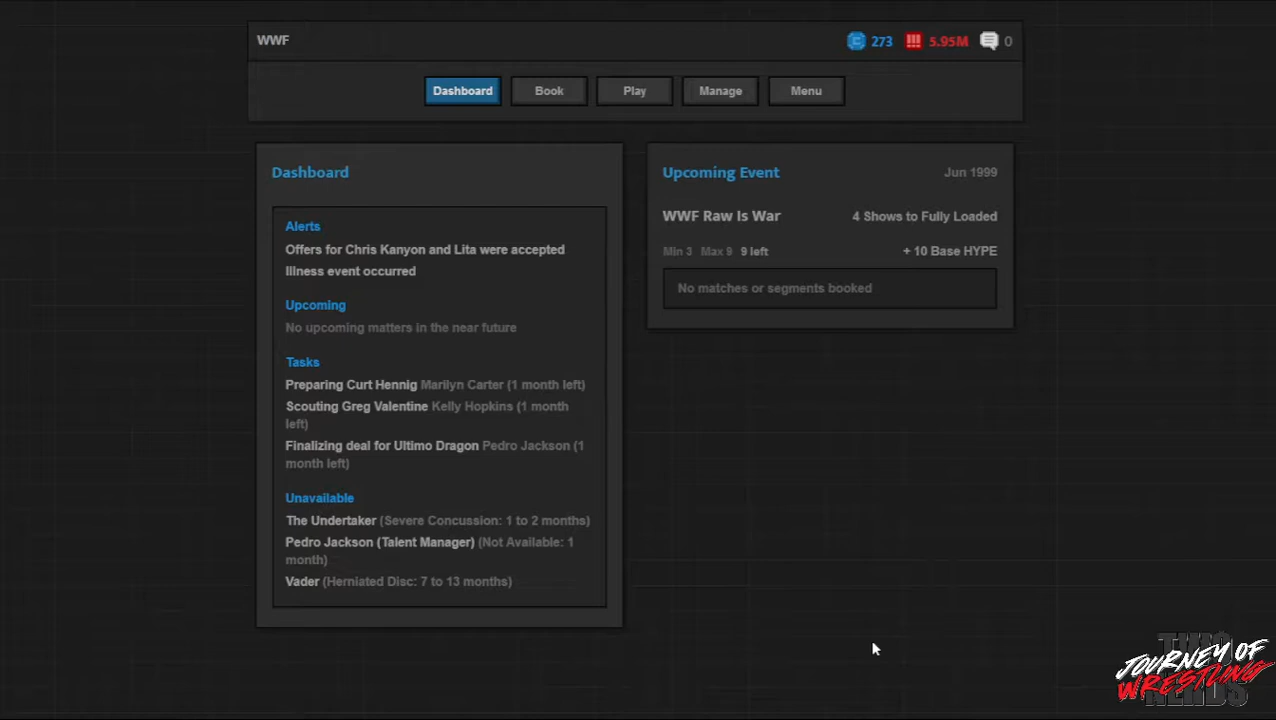 WWF
273
5.95M
0
Dashboard
Book
Play
Manage
Menu
Dashboard
Alerts
Offers for Chris Kanyon and Lita were accepted
Illness event occurred
Upcoming
No upcoming matters in the near future
Tasks
Preparing Curt Hennig Marilyn Carter (1 month left)
Scouting Greg Valentine Kelly Hopkins (1 month
left)
Finalizing deal for Ultimo Dragon Pedro Jackson (1
month left)
Unavailable
The Undertaker (Severe Concussion: 1 to 2 months)
Pedro Jackson (Talent Manager) (Not Available: 1
month)
Vader (Herniated Disc: 7 to 13 months)
Upcoming Event
Jun 1999
WWF Raw Is War
4 Shows to Fully Loaded
Min 3 Max 9 9 left
+ 10 Base HYPE
No matches or segments booked
JOURNEY OF
WRESTLING